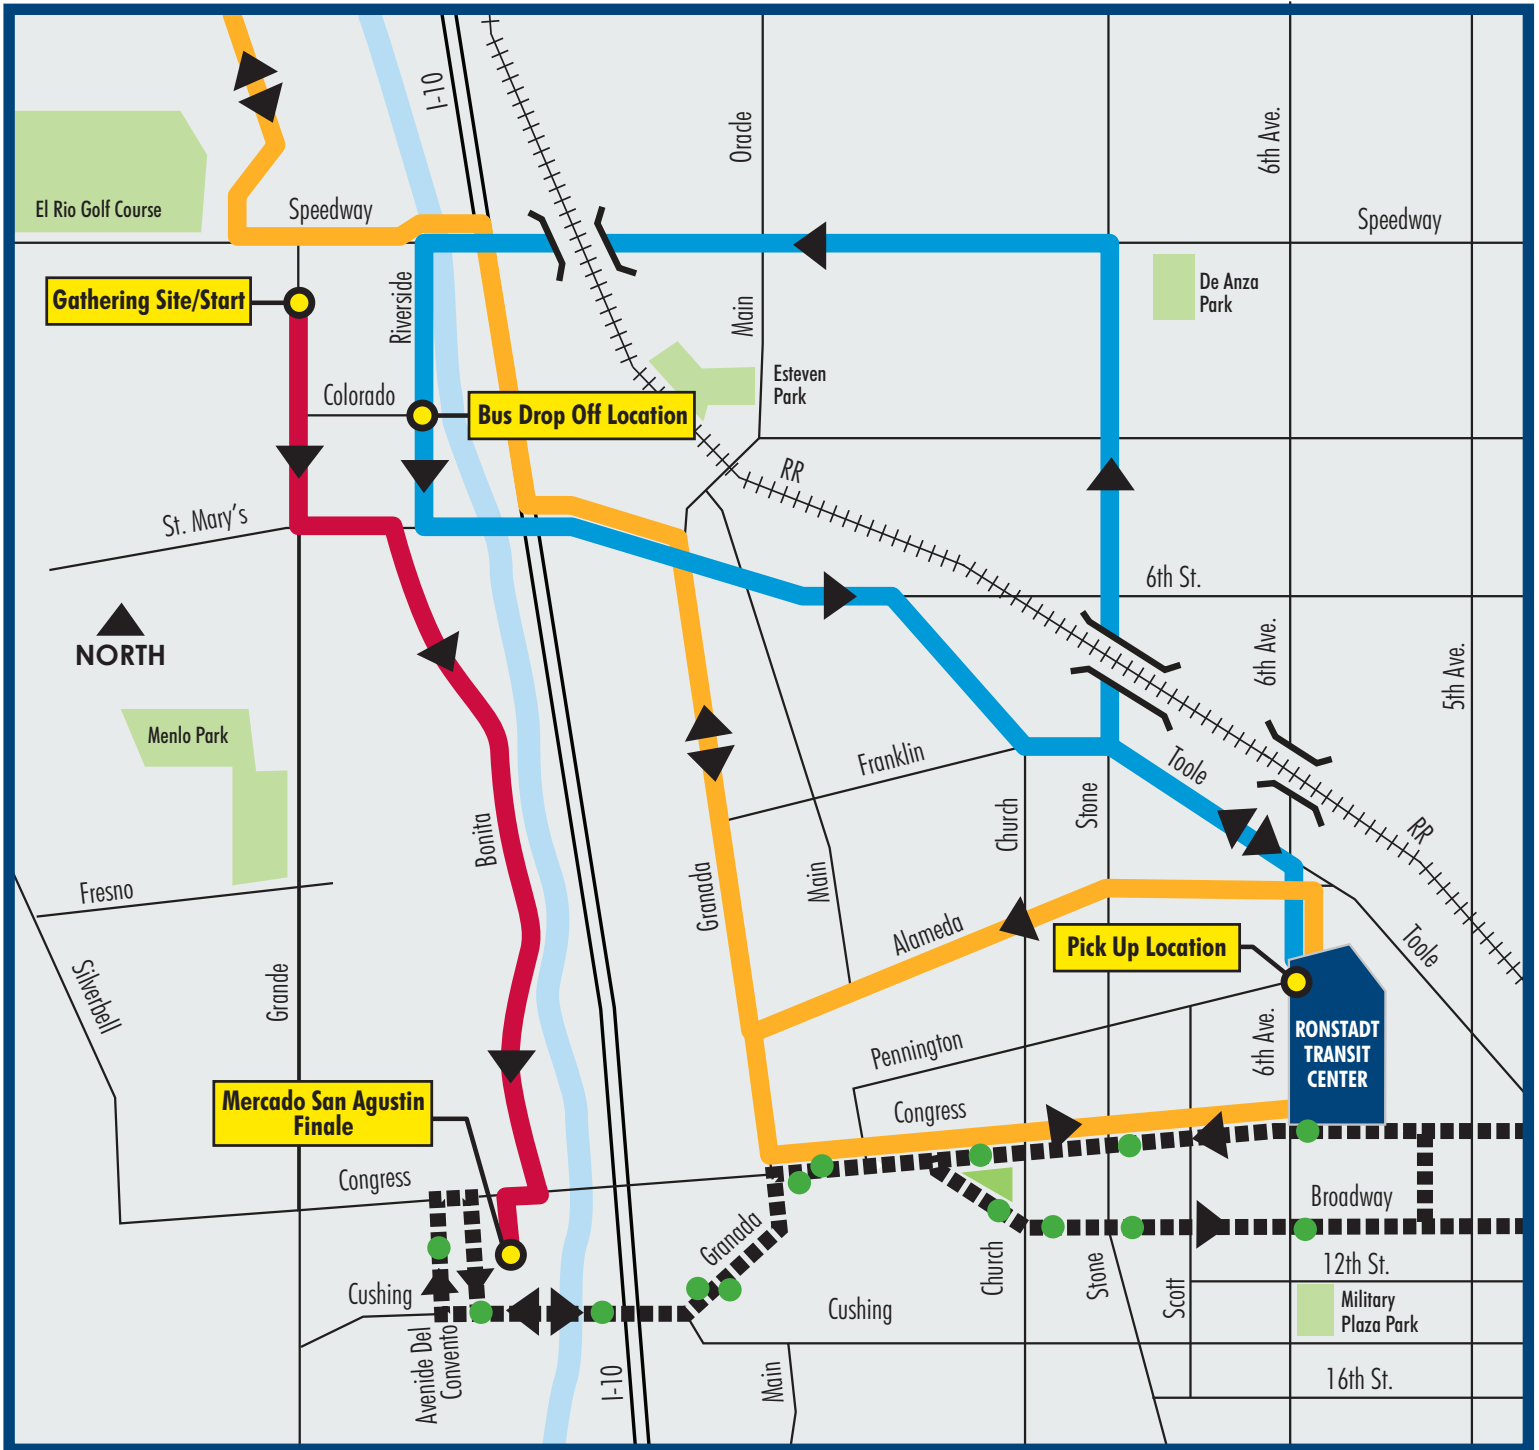 I-10
Oracle
6th Ave.
El Rio Golf Course
Speedway
Speedway
Gathering Site/Start
Riverside
Main
De Anza
Park
Esteven
Park
Colorado
Bus Drop Off Location
RR
St. Mary's
6th St.
NORTH
6th Ave.
5th Ave.
Menlo Park
Franklin
Toole
Church
Stone
RR
Bonita
Granada
Main
Fresno
Alameda
Pick Up Location
Toole
Silverbell
Grande
6th Ave.
RONSTADT
TRANSIT
CENTER
Pennington
Mercado San Agustin
Finale
Congress
Congress
Broadway
Granada
Church
Stone
Scott
12th St.
Cushing
Cushing
Military
Plaza Park
Avenide Del
Convento
I-10
Main
16th St.